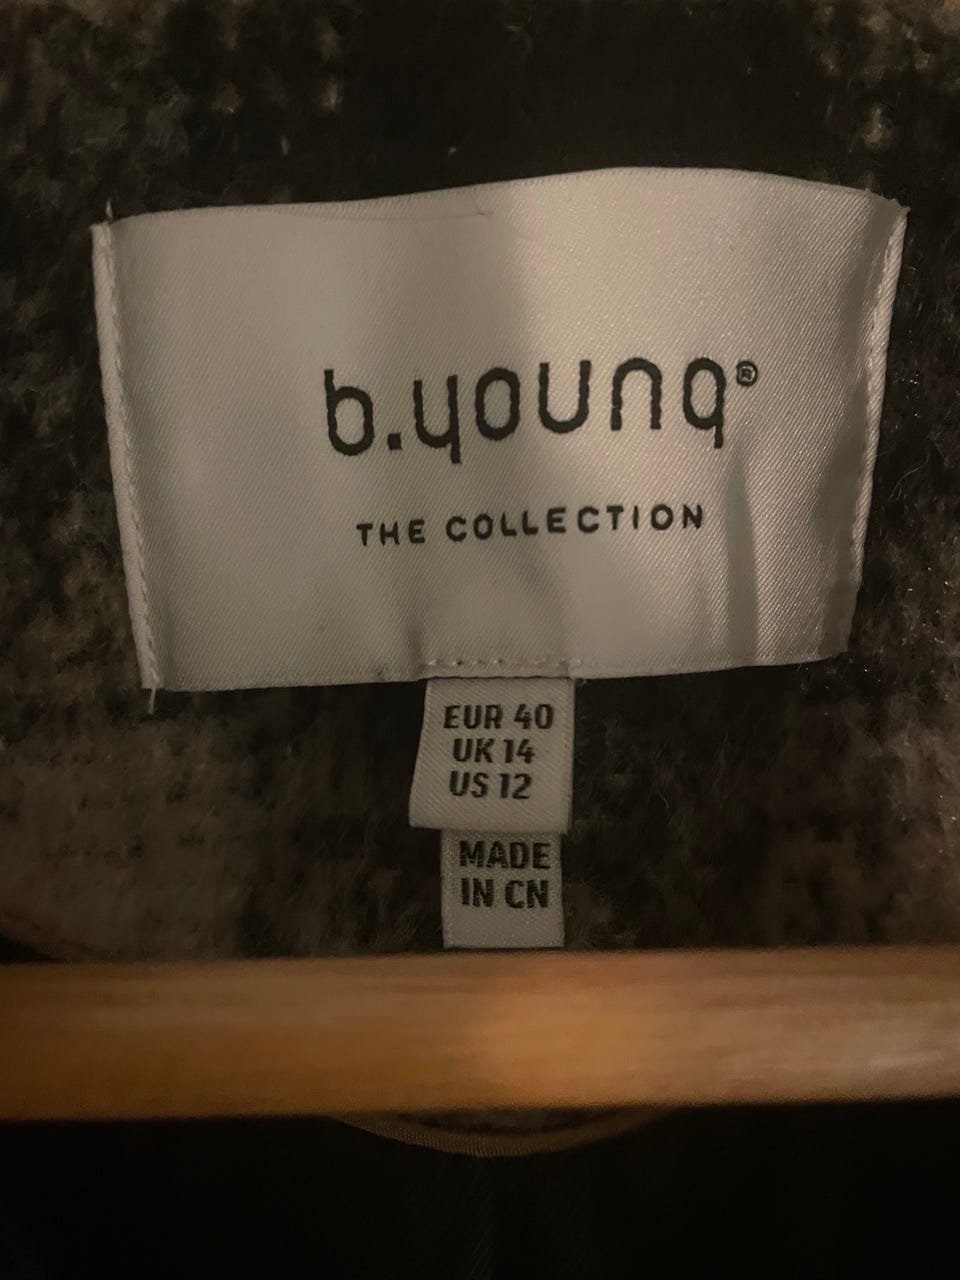 b.young®
THE COLLECTION
EUR 40
UK 14
US 12
MADE
IN CN